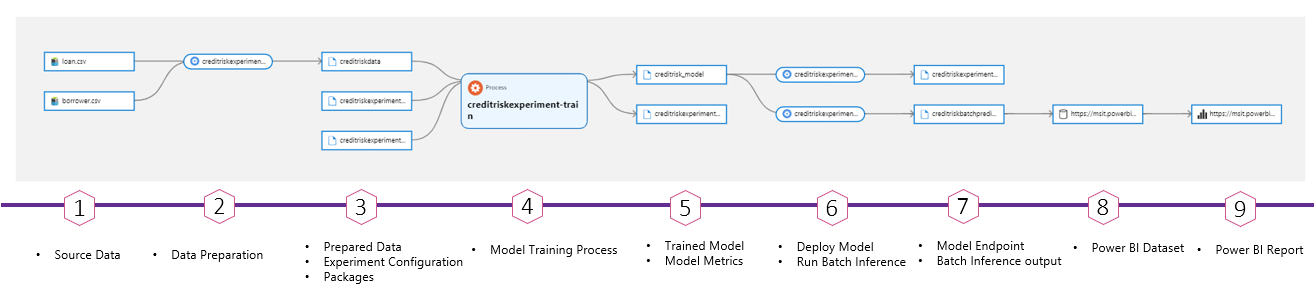 loan.csv
borrower.csv
creditriskexperimen...
creditriskdata
creditriskexperiment...
creditriskexperiment...
Process
creditriskexperiment-trai
n
creditrisk_model
creditriskexperiment...
creditriskexperimen...
creditriskexperimen...
creditriskexperiment...
creditriskbatchpredi...
https://msit.powerbi...
https://msit.powerbi...
1
2
3
4
5
6
7
8
9
• Source Data
• Data Preparation
• Prepared Data
• Experiment Configuration
• Packages
• Model Training Process
• Trained Model
• Model Metrics
• Deploy Model
• Run Batch Inference
• Model Endpoint
• Batch Inference output
• Power BI Dataset
• Power BI Report